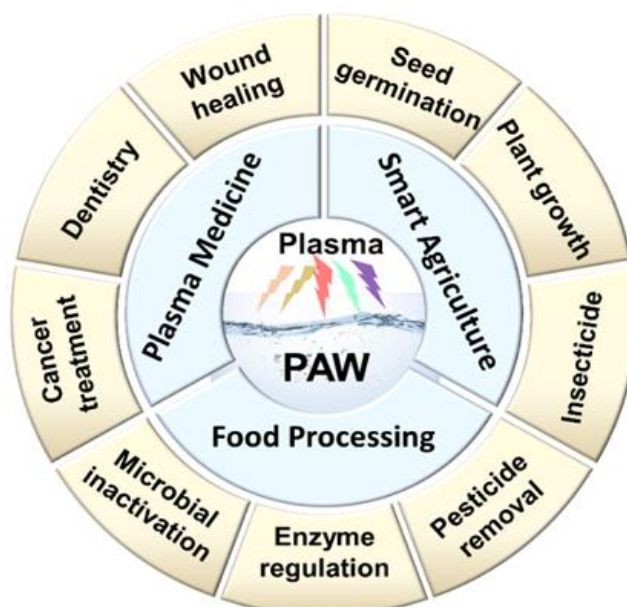 Wound
healing
Seed
germination
Plant growth
Insecticide
Pesticide
removal
Enzyme
regulation
Microbial
inactivation
Cancer
treatment
Dentistry
Plasma Medicine
Smart Agriculture
Food Processing
Plasma
PAW